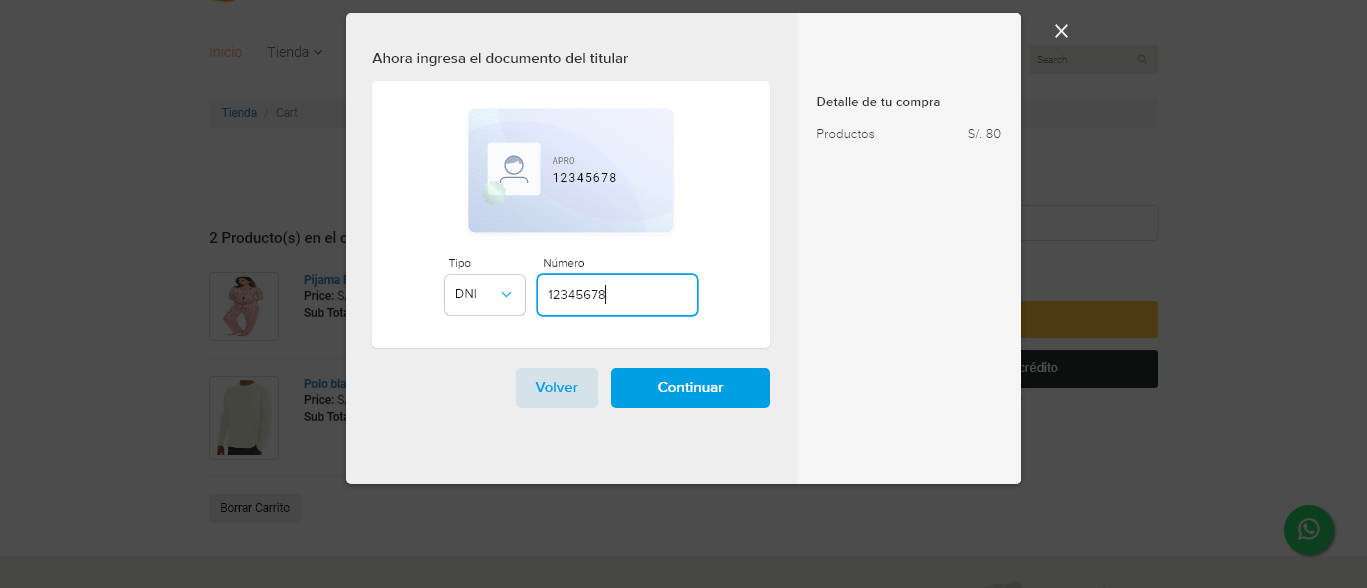 Inicio
Tienda
Search
Tienda / Cart
2 Producto(s) en el c
Pijama
Price: S
Sub Tota
Polo bla
Price: S/
Sub Tota
Borrar Carrito
Ahora ingresa el documento del titular
APRO
12345678
Tipo
Número
DNI
12345678
Volver
Continuar
Detalle de tu compra
Productos
S/. 80
crédito